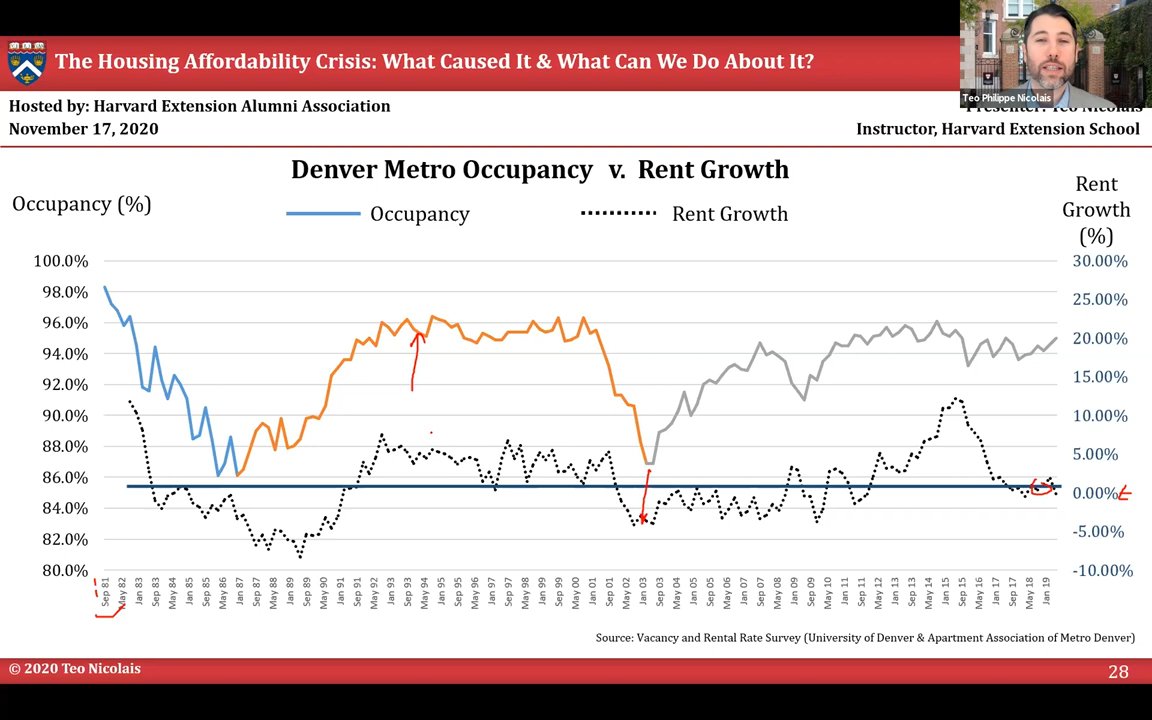 The Housing Affordability Crisis: What Caused It & What Can We Do About It?
Teo Philippe Nicolais
Hosted by: Harvard Extension Alumni Association
Presenter: Teo Nicolais
November 17, 2020
Instructor, Harvard Extension School
Denver Metro Occupancy v. Rent Growth
Occupancy (%)
Occupancy
Rent Growth
Rent
Growth
(%)
100.0%
98.0%
96.0%
94.0%
92.0%
90.0%
88.0%
86.0%
84.0%
82.0%
80.0%
30.00%
25.00%
20.00%
15.00%
10.00%
5.00%
0.00%
-5.00%
-10.00%
Sep 81
May 82
Jan 83
Sep 83
May 84
Jan 85
Sep 85
May 86
Jan 87
Sep 87
May 88
Jan 89
Sep 89
May 90
Jan 91
Sep 91
May 92
Jan 93
Sep 93
May 94
Jan 95
Sep 95
May 96
Jan 97
Sep 97
May 98
Jan 99
Sep 99
May 00
Jan 01
Sep 01
May 02
Jan 03
Sep 03
May 04
Jan 05
Sep 05
May 06
Jan 07
Sep 07
May 08
Jan 09
Sep 09
May 10
Jan 11
Sep 11
May 12
Jan 13
Sep 13
May 14
Jan 15
Sep 15
May 16
Jan 17
Sep 17
May 18
Jan 19
Source: Vacancy and Rental Rate Survey (University of Denver & Apartment Association of Metro Denver)
© 2020 Teo Nicolais
28